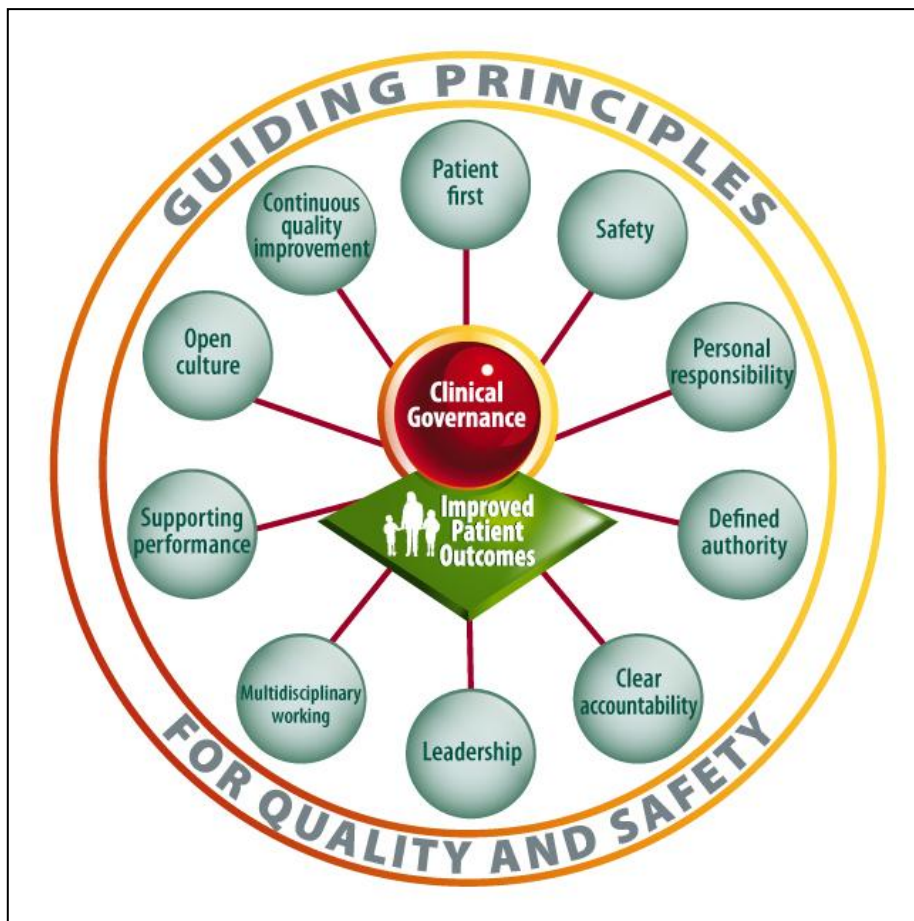 GUIDING PRINCIPLES
Patient
first
Safety
Personal
responsibility
Defined
authority
Clear
accountability
Leadership
Multidisciplinary
working
Supporting
performance
Open
culture
Continuous
quality
improvement
Clinical
Governance
Improved
Patient
Outcomes
FOR QUALITY AND SAFETY